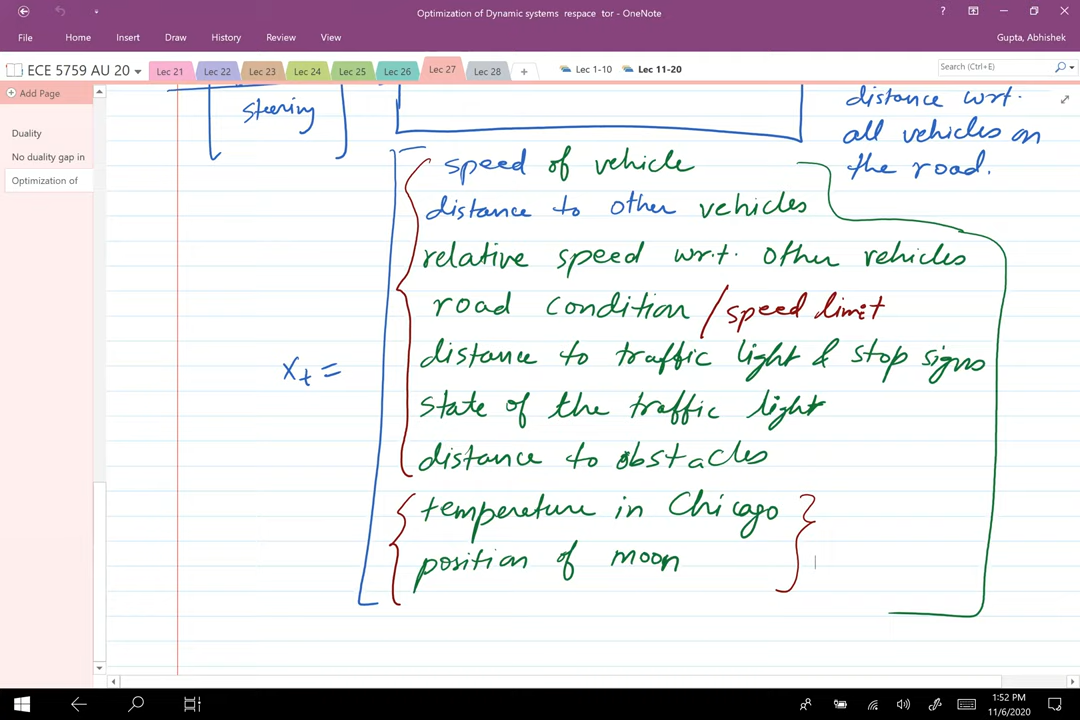 Optimization of Dynamic systems respace tor - OneNote
File Home Insert Draw History Review View
Gupta, Abhishek
ECE 5759 AU 20
Lec 21 Lec 22 Lec 23 Lec 24 Lec 25 Lec 26 Lec 27 Lec 28 +
Lec 1-10 Lec 11-20
Search (Ctrl+E)
Add Page
Duality
No duality gap in
Optimization of
steering
distance wrt.
all vehicles on
the road.
speed of vehicle
distance to other vehicles
relative speed wr.t. other vehicles
road condition / speed limit
distance to traffic light & stop signs
xt =
state of the traffic light
distance to obstacles
temperature in Chicago
position of moon
1:52 PM
11/6/2020